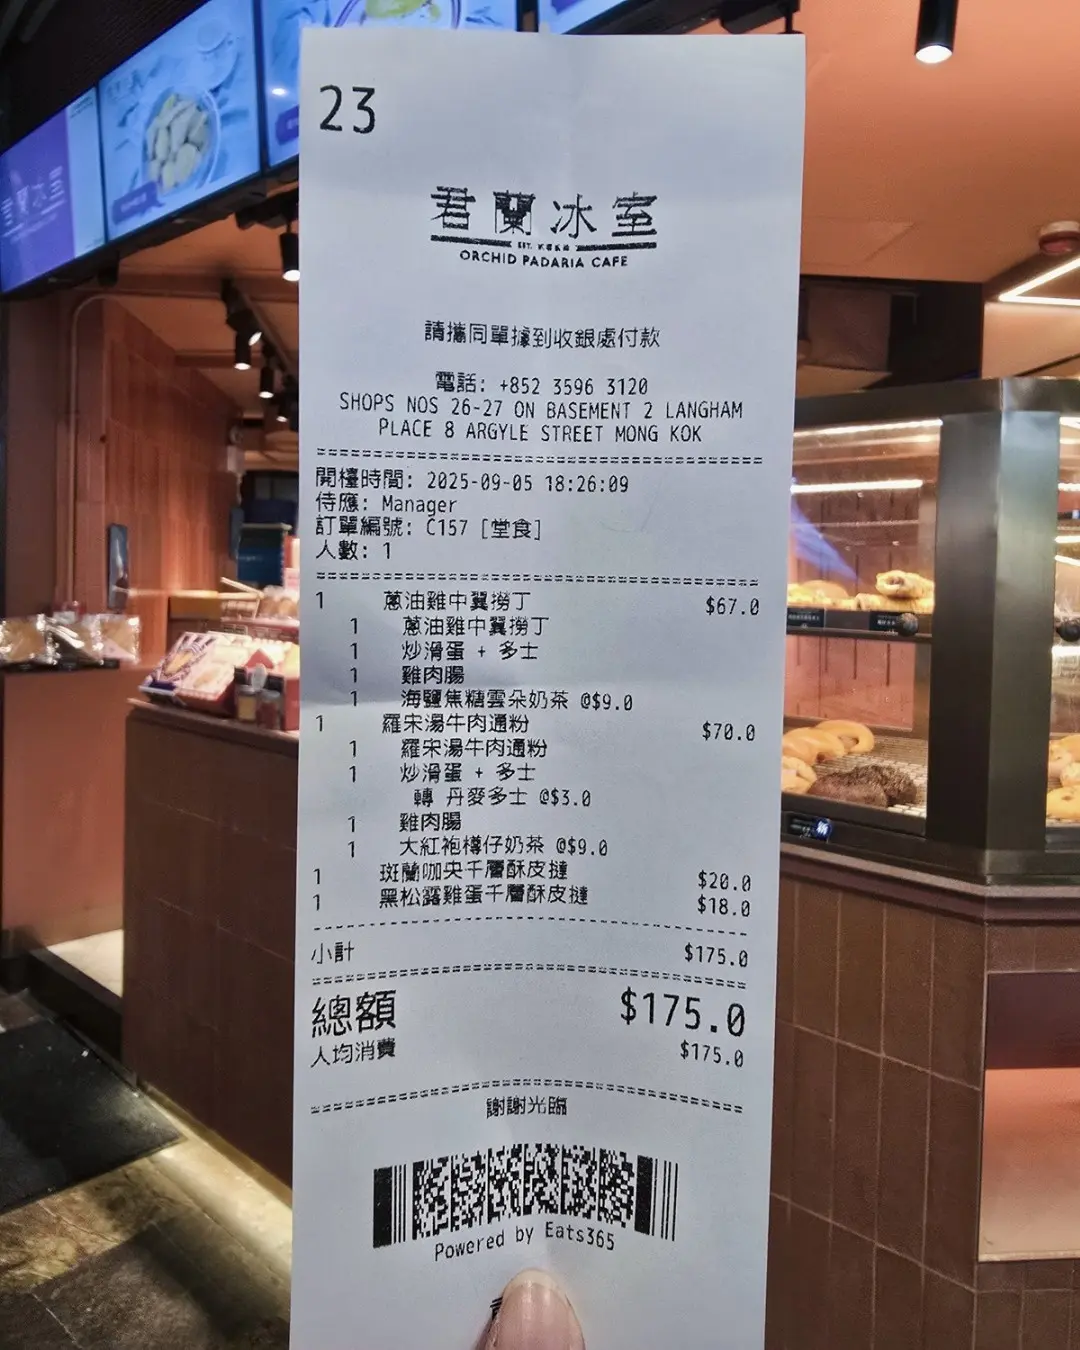 23
君蘭冰室
ORCHID PADARIA CAFE
請攜同單據到收銀處付款
電話: +852 3596 3120
SHOPS NOS 26-27 ON BASEMENT 2 LANGHAM
PLACE 8 ARGYLE STREET MONG KOK
開檯時間: 2025-09-05 18:26:09
侍應: Manager
訂單編號: C157 [堂食]
人數: 1
1 蔥油雞中翼撈丁 $67.0
1 蔥油雞中翼撈丁
1 炒滑蛋 + 多士
1 雞肉腸
1 海鹽焦糖雲朵奶茶 @$9.0
1 羅宋湯牛肉通粉 $70.0
1 羅宋湯牛肉通粉
1 炒滑蛋 + 多士
轉 丹麥多士 @$3.0
1 雞肉腸
1 大紅袍樽仔奶茶 @$9.0
1 斑蘭咖央千層酥皮撻 $20.0
1 黑松露雞蛋千層酥皮撻 $18.0
小計 $175.0
總額 $175.0
人均消費 $175.0
謝謝光臨
Powered by Eats365
君蘭冰室
新